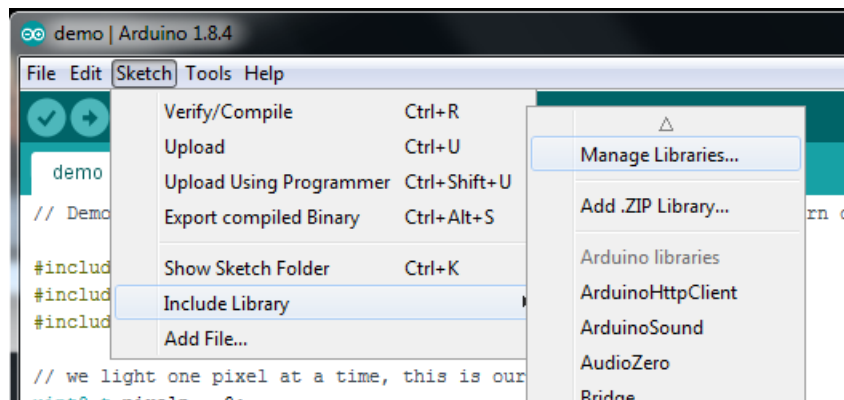 demo | Arduino 1.8.4
File Edit Sketch Tools Help
demo
Verify/Compile Ctrl+R
Upload Ctrl+U
Upload Using Programmer Ctrl+Shift+U
Export compiled Binary Ctrl+Alt+S
Show Sketch Folder Ctrl+K
Include Library
Add File...
Manage Libraries...
Add .ZIP Library...
Arduino libraries
ArduinoHttpClient
ArduinoSound
AudioZero
Bridge
// Demo
#includ
#includ
#includ
// we light one pixel at a time, this is our